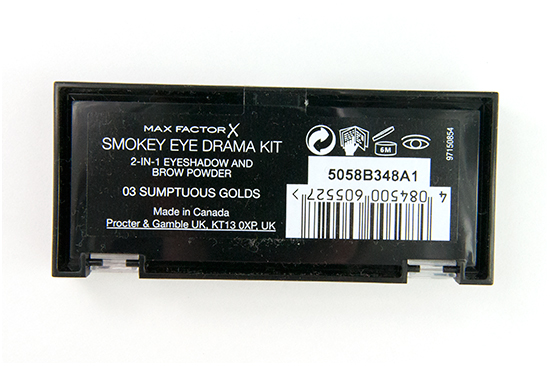 MAX FACTOR X
SMOKEY EYE DRAMA KIT
2-IN-1 EYESHADOW AND
BROW POWDER
03 SUMPTUOUS GOLDS
Made in Canada
Procter & Gamble UK, KT13 0XP, UK
6M
97150854
5058B348A1
4 084500 605527 >